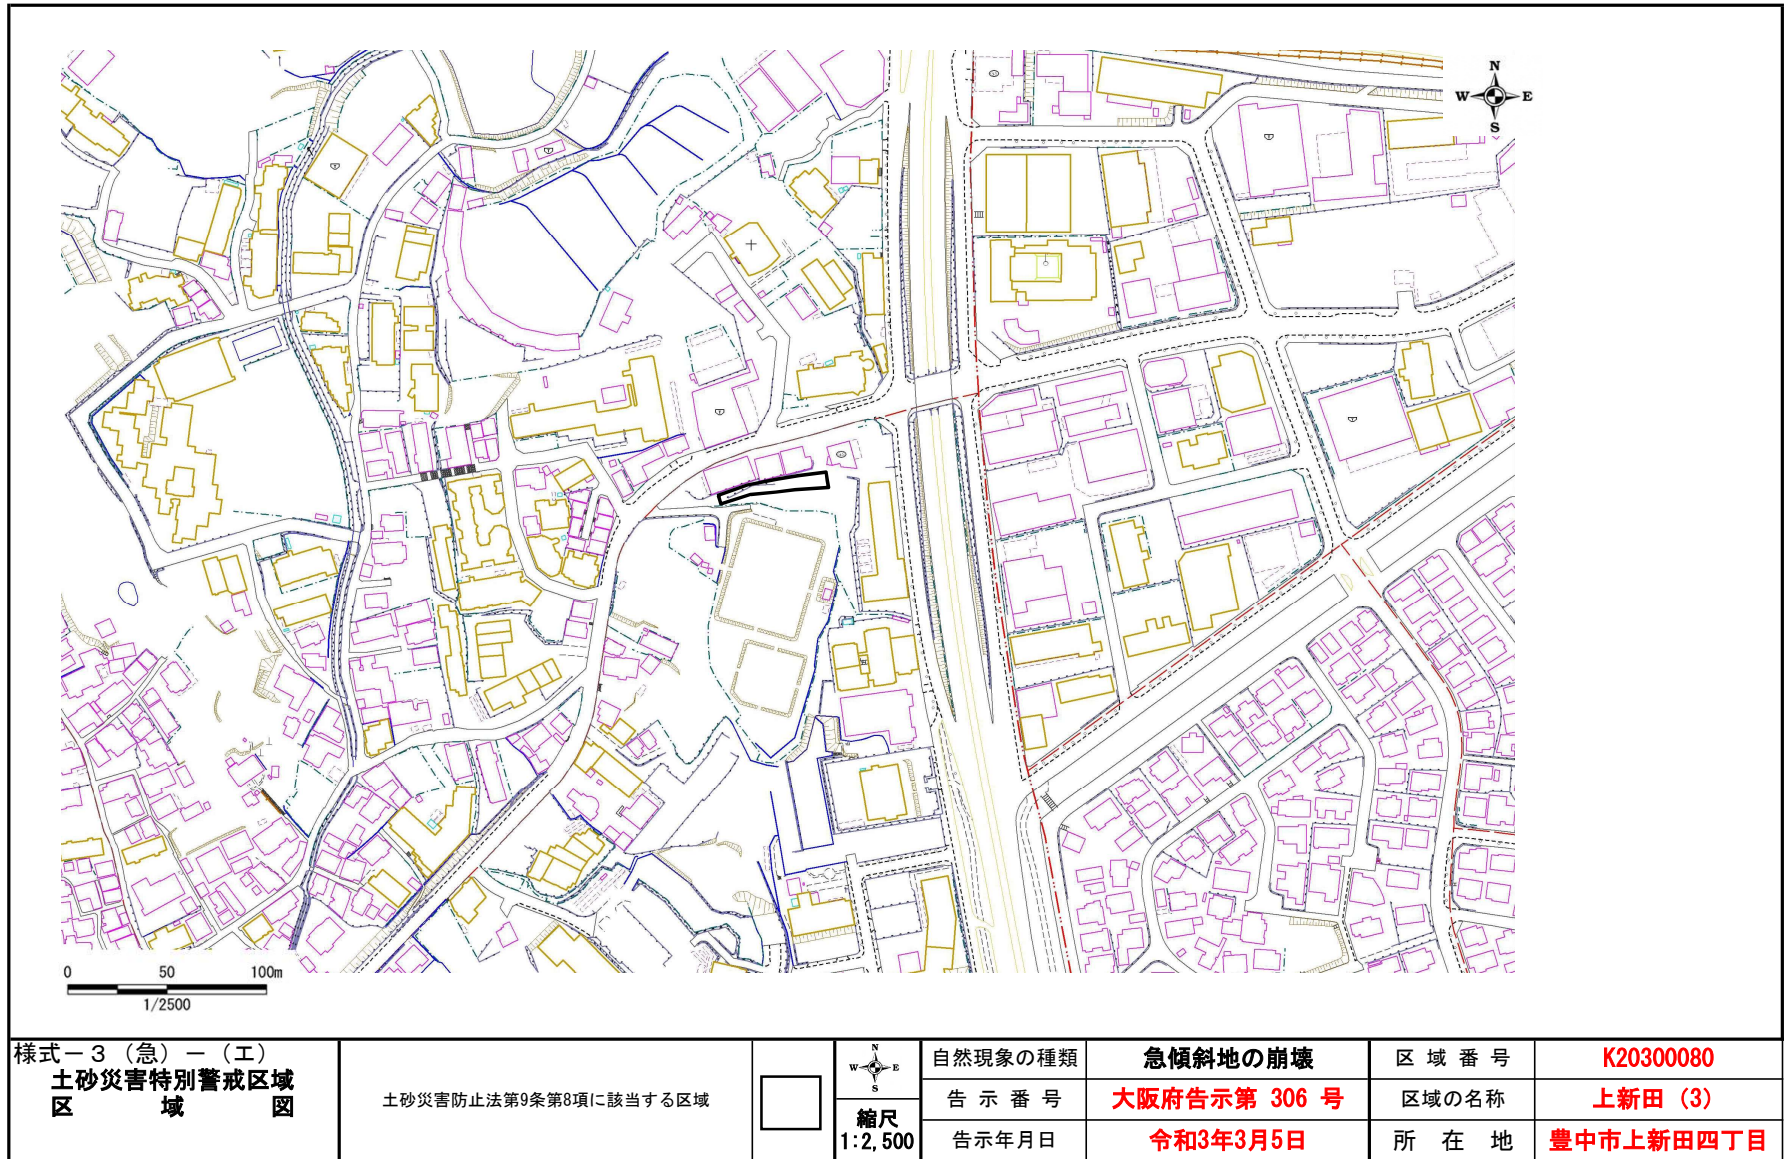 N
W E
S
0 50 100m
1/2500
様式－３（急）－（エ）
土砂災害特別警戒区域
区 域 図
土砂災害防止法第9条第8項に該当する区域
N
W E
S
縮尺
1:2,500
自然現象の種類 急傾斜地の崩壊 区域番号 K20300080
告示番号 大阪府告示第 306 号 区域の名称 上新田（3）
告示年月日 令和3年3月5日 所在地 豊中市上新田四丁目